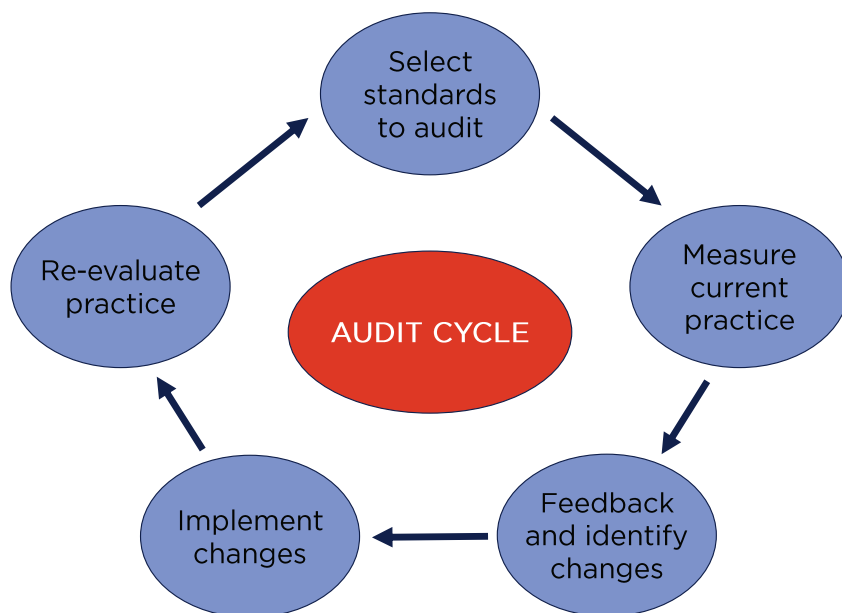 Select
standards
to audit
Measure
current
practice
Feedback
and identify
changes
Implement
changes
Re-evaluate
practice
AUDIT CYCLE